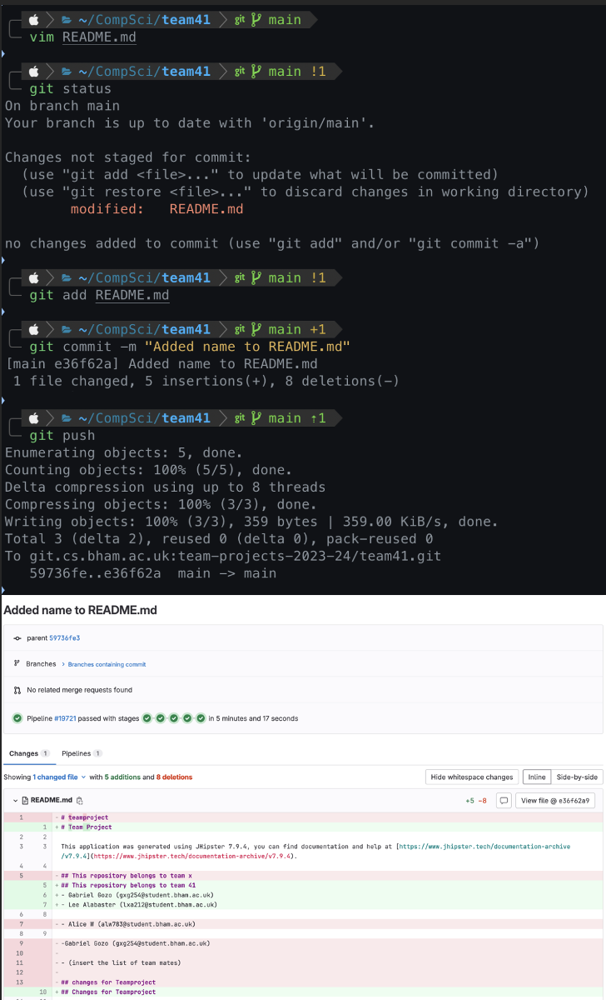 ~/CompSci/team41 git main
vim README.md
~/CompSci/team41 git main !1
git status
On branch main
Your branch is up to date with 'origin/main'.
Changes not staged for commit:
(use "git add <file>..." to update what will be committed)
(use "git restore <file>..." to discard changes in working directory)
modified:   README.md
no changes added to commit (use "git add" and/or "git commit -a")
~/CompSci/team41 git main !1
git add README.md
~/CompSci/team41 git main +1
git commit -m "Added name to README.md"
[main e36f62a] Added name to README.md
1 file changed, 5 insertions(+), 8 deletions(-)
~/CompSci/team41 git main ↑1
git push
Enumerating objects: 5, done.
Counting objects: 100% (5/5), done.
Delta compression using up to 8 threads
Compressing objects: 100% (3/3), done.
Writing objects: 100% (3/3), 359 bytes | 359.00 KiB/s, done.
Total 3 (delta 2), reused 0 (delta 0), pack-reused 0
To git.cs.bham.ac.uk:team-projects-2023-24/team41.git
59736fe..e36f62a  main -> main
Added name to README.md
parent 59736fe3
Branches > Branches containing commit
No related merge requests found
Pipeline #19721 passed with stages in 5 minutes and 17 seconds
Changes 1 Pipelines 1
Showing 1 changed file with 5 additions and 8 deletions
Hide whitespace changes Inline Side-by-side
README.md +5 -8 View file @ e36f62a9
1 - # teamproject
1 + # Team Project
2 2
3 3 This application was generated using JHipster 7.9.4, you can find documentation and help at [https://www.jhipster.tech/documentation-archive
/v7.9.4](https://www.jhipster.tech/documentation-archive/v7.9.4).
4 4
5 - ## This repository belongs to team x
5 + ## This repository belongs to team 41
6 + - Gabriel Gozo (gxg254@student.bham.ac.uk)
7 + - Lee Alabaster (lxa212@student.bham.ac.uk)
6 8
7 - - Alice W (alw783@student.bham.ac.uk)
8 9
9 - -Gabriel Gozo (gxg254@student.bham.ac.uk)
10 -
11 - - (insert the list of team mates)
12 -
13 - ## changes for Teamproject
10 + ## Changes for Teamproject